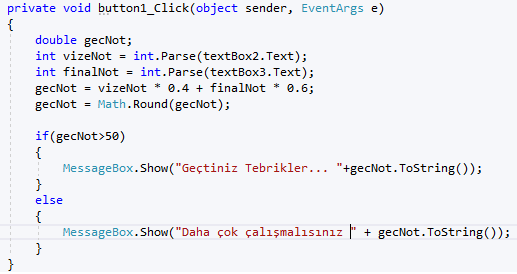 private void button1_Click(object sender, EventArgs e)
{
double gecNot;
int vizeNot = int.Parse(textBox2.Text);
int finalNot = int.Parse(textBox3.Text);
gecNot = vizeNot * 0.4 + finalNot * 0.6;
gecNot = Math.Round(gecNot);
if(gecNot>50)
{
MessageBox.Show("Geçtiniz Tebrikler... "+gecNot.ToString());
}
else
{
MessageBox.Show("Daha çok çalışmalısınız " + gecNot.ToString());
}
}